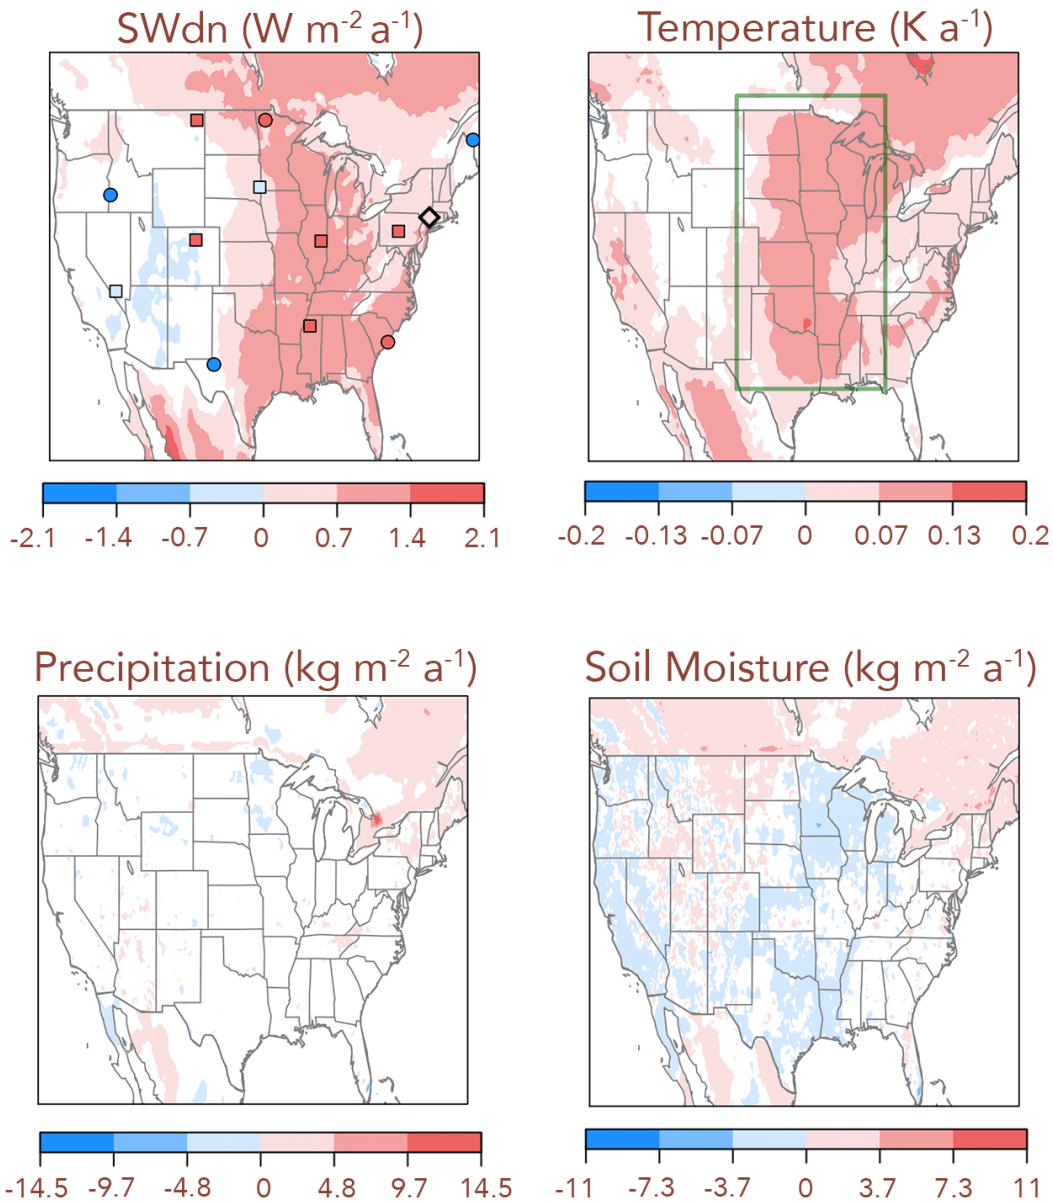 SWdn (W m-2 a-1)
Temperature (K a-1)
-2.1 -1.4 -0.7 0 0.7 1.4 2.1
-0.2 -0.13 -0.07 0 0.07 0.13 0.2
Precipitation (kg m-2 a-1)
Soil Moisture (kg m-2 a-1)
-14.5 -9.7 -4.8 0 4.8 9.7 14.5
-11 -7.3 -3.7 0 3.7 7.3 11